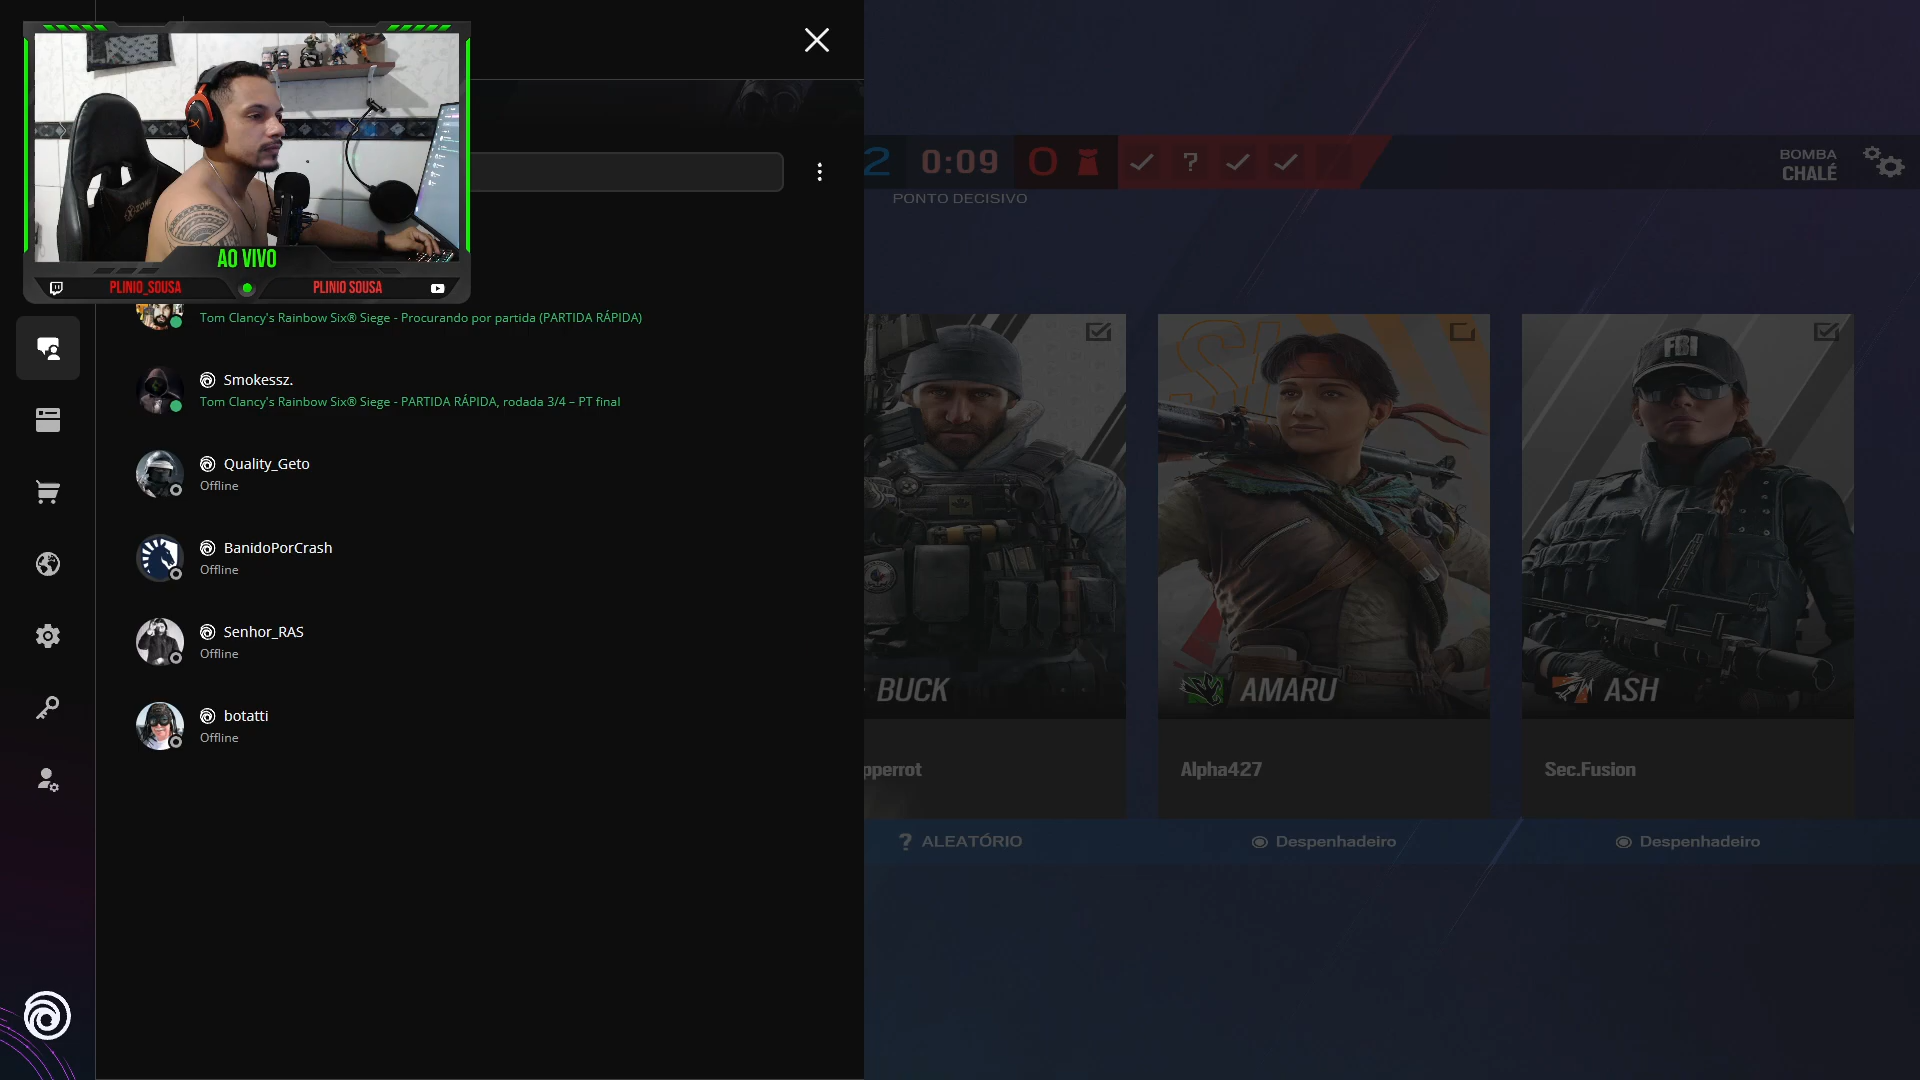 AO VIVO
PLINIO_SOUSA
PLINIO SOUSA
Tom Clancy's Rainbow Six® Siege - Procurando por partida (PARTIDA RÁPIDA)
Smokessz.
Tom Clancy's Rainbow Six® Siege - PARTIDA RÁPIDA, rodada 3/4 – PT final
Quality_Geto
Offline
BanidoPorCrash
Offline
Senhor_RAS
Offline
botatti
Offline
2 0:09 0 ?
PONTO DECISIVO
BOMBA
CHALÉ
FBI
BUCK
AMARU
ASH
pperrot
Alpha427
Sec.Fusion
? ALEATÓRIO
Despenhadeiro
Despenhadeiro